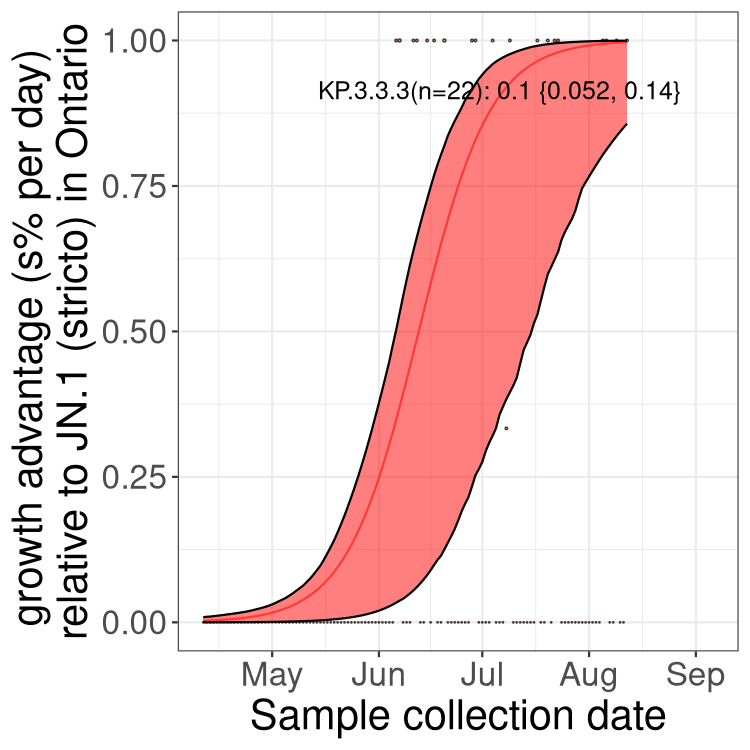 growth advantage (s% per day)
relative to JN.1 (stricto) in Ontario
1.00
0.75
0.50
0.25
0.00
KP.3.3.3(n=22): 0.1 {0.052, 0.14}
May Jun Jul Aug Sep
Sample collection date